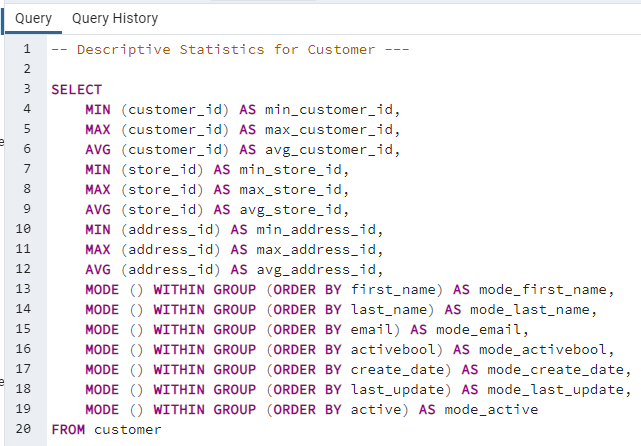 Query Query History
1 -- Descriptive Statistics for Customer ---
2
3 SELECT
4 MIN (customer_id) AS min_customer_id,
5 MAX (customer_id) AS max_customer_id,
6 AVG (customer_id) AS avg_customer_id,
7 MIN (store_id) AS min_store_id,
8 MAX (store_id) AS max_store_id,
9 AVG (store_id) AS avg_store_id,
10 MIN (address_id) AS min_address_id,
11 MAX (address_id) AS max_address_id,
12 AVG (address_id) AS avg_address_id,
13 MODE () WITHIN GROUP (ORDER BY first_name) AS mode_first_name,
14 MODE () WITHIN GROUP (ORDER BY last_name) AS mode_last_name,
15 MODE () WITHIN GROUP (ORDER BY email) AS mode_email,
16 MODE () WITHIN GROUP (ORDER BY activebool) AS mode_activebool,
17 MODE () WITHIN GROUP (ORDER BY create_date) AS mode_create_date,
18 MODE () WITHIN GROUP (ORDER BY last_update) AS mode_last_update,
19 MODE () WITHIN GROUP (ORDER BY active) AS mode_active
20 FROM customer